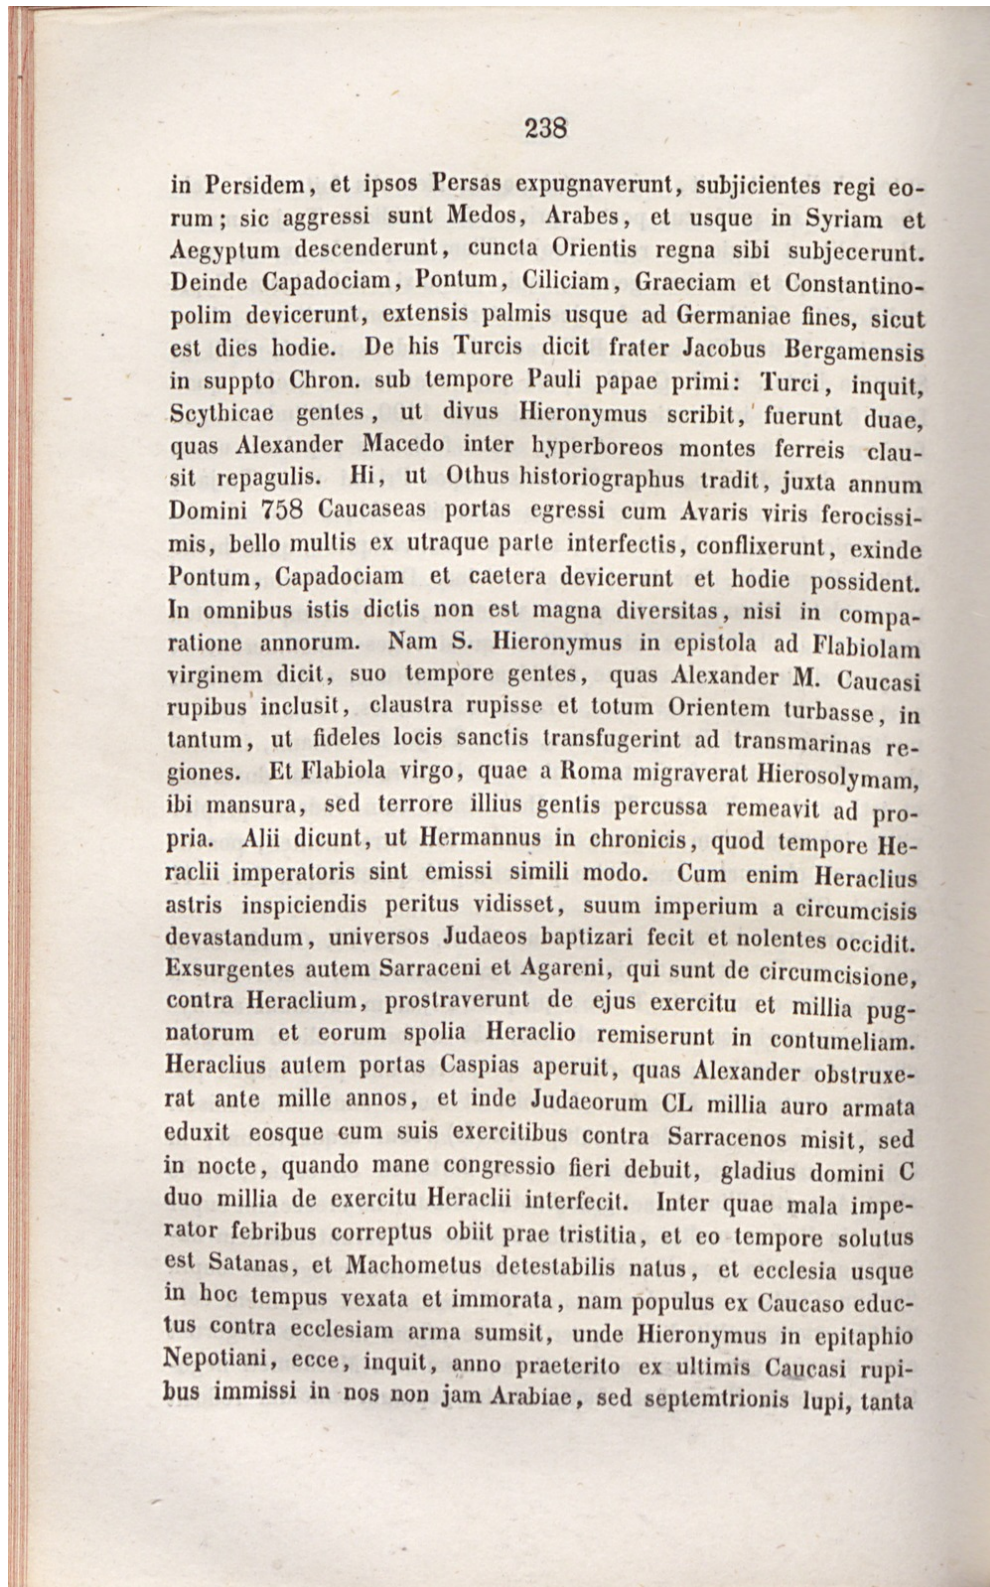 238
in Persidem, et ipsos Persas expugnaverunt, subjicientes regi eo-
rum; sic aggressi sunt Medos, Arabes, et usque in Syriam et
Aegyptum descenderunt, cuncta Orientis regna sibi subjecerunt.
Deinde Capadociam, Pontum, Ciliciam, Graeciam et Constantino-
polim devicerunt, extensis palmis usque ad Germaniae fines, sicut
est dies hodie. De his Turcis dicit frater Jacobus Bergamensis
in suppto Chron. sub tempore Pauli papae primi: Turci, inquit,
Scythicae gentes, ut divus Hieronymus scribit, fuerunt duae,
quas Alexander Macedo inter hyperboreos montes ferreis clau-
sit repagulis. Hi, ut Othus historiographus tradit, juxta annum
Domini 758 Caucaseas portas egressi cum Avaris viris ferocissi-
mis, bello multis ex utraque parte interfectis, conflixerunt, exinde
Pontum, Capadociam et caetera devicerunt et hodie possident.
In omnibus istis dictis non est magna diversitas, nisi in compa-
ratione annorum. Nam S. Hieronymus in epistola ad Flabiolam
virginem dicit, suo tempore gentes, quas Alexander M. Caucasi
rupibus inclusit, claustra rupisse et totum Orientem turbasse, in
tantum, ut fideles locis sanctis transfugerint ad transmarinas re-
giones. Et Flabiola virgo, quae a Roma migraverat Hierosolymam,
ibi mansura, sed terrore illius gentis percussa remeavit ad pro-
pria. Alii dicunt, ut Hermannus in chronicis, quod tempore He-
raclii imperatoris sint emissi simili modo. Cum enim Heraclius
astris inspiciendis peritus vidisset, suum imperium a circumcisis
devastandum, universos Judaeos baptizari fecit et nolentes occidit.
Exsurgentes autem Sarraceni et Agareni, qui sunt de circumcisione,
contra Heraclium, prostraverunt de ejus exercitu et millia pug-
natorum et eorum spolia Heraclio remiserunt in contumeliam.
Heraclius autem portas Caspias aperuit, quas Alexander obstruxe-
rat ante mille annos, et inde Judaeorum CL millia auro armata
eduxit eosque cum suis exercitibus contra Sarracenos misit, sed
in nocte, quando mane congressio fieri debuit, gladius domini C
duo millia de exercitu Heraclii interfecit. Inter quae mala impe-
rator febribus correptus obiit prae tristitia, et eo tempore solutus
est Satanas, et Machometus detestabilis natus, et ecclesia usque
in hoc tempus vexata et immorata, nam populus ex Caucaso educ-
tus contra ecclesiam arma sumsit, unde Hieronymus in epitaphio
Nepotiani, ecce, inquit, anno praeterito ex ultimis Caucasi rupi-
bus immissi in nos non jam Arabiae, sed septemtrionis lupi, tanta